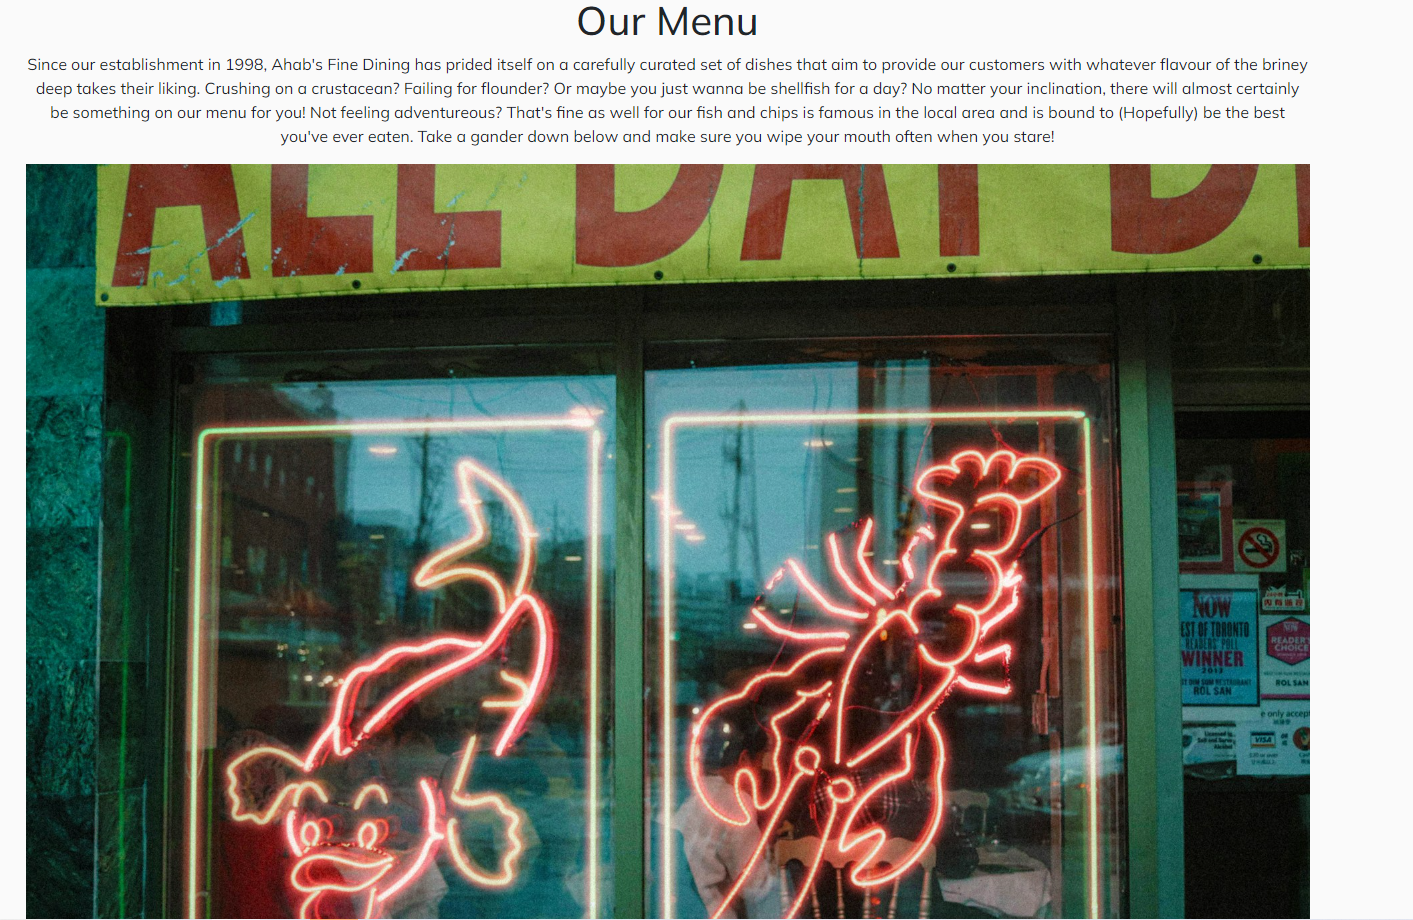 Our Menu
Since our establishment in 1998, Ahab's Fine Dining has prided itself on a carefully curated set of dishes that aim to provide our customers with whatever flavour of the briney
deep takes their liking. Crushing on a crustacean? Failing for flounder? Or maybe you just wanna be shellfish for a day? No matter your inclination, there will almost certainly
be something on our menu for you! Not feeling adventureous? That's fine as well for our fish and chips is famous in the local area and is bound to (Hopefully) be the best
you've ever eaten. Take a gander down below and make sure you wipe your mouth often when you stare!
ALL DAY D
NOW
EST OF TORONTO
READERS' POLL
WINNER
ROL SAN
NOW
READER'
CHOICE
ROL SAN
e only accep
VISA